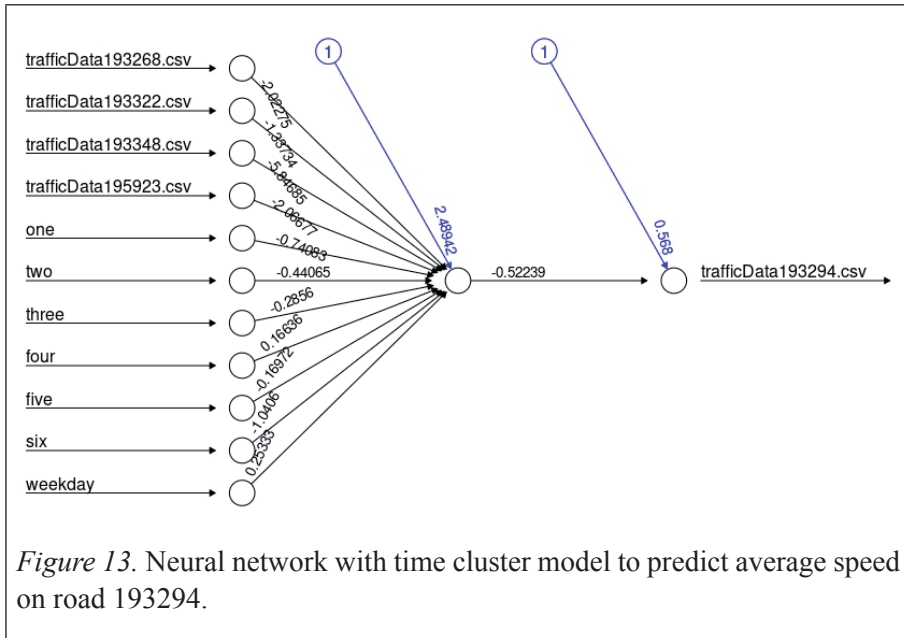 trafficData193268.csv
trafficData193322.csv
trafficData193348.csv
trafficData195923.csv
one
two
three
four
five
six
weekday
1
1
-2.02275
-1.33734
-5.84685
-2.06677
-0.74083
-0.44065
-0.2856
0.16636
-0.16972
-1.0406
0.25333
2.48942
-0.52239
0.568
trafficData193294.csv
Figure 13. Neural network with time cluster model to predict average speed
on road 193294.